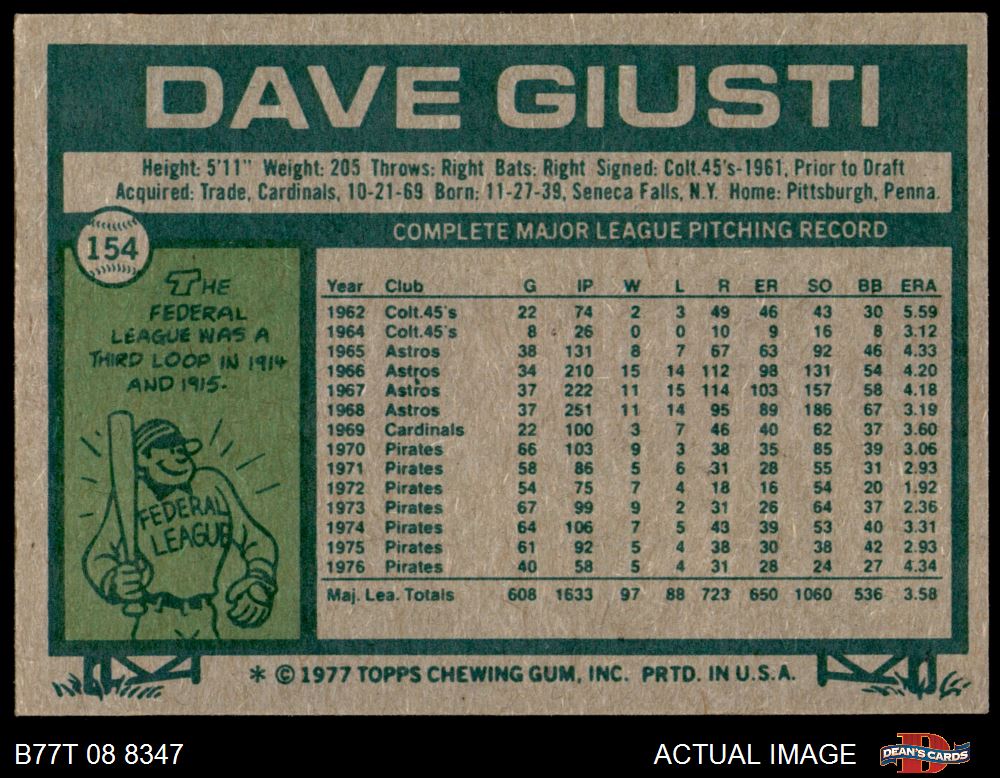 DAVE GIUSTI
Height: 5'11" Weight: 205 Throws: Right Bats: Right Signed: Colt.45's-1961, Prior to Draft
Acquired: Trade, Cardinals, 10-21-69 Born: 11-27-39, Seneca Falls, N.Y. Home: Pittsburgh, Penna.
154
THE
FEDERAL
LEAGUE WAS A
THIRD LOOP IN 1914
AND 1915.
FEDERAL
LEAGUE
COMPLETE MAJOR LEAGUE PITCHING RECORD
Year Club G IP W L R ER SO BB ERA
1962 Colt.45's 22 74 2 3 49 46 43 30 5.59
1964 Colt.45's 8 26 0 0 10 9 16 8 3.12
1965 Astros 38 131 8 7 67 63 92 46 4.33
1966 Astros 34 210 15 14 112 98 131 54 4.20
1967 Astros 37 222 11 15 114 103 157 58 4.18
1968 Astros 37 251 11 14 95 89 186 67 3.19
1969 Cardinals 22 100 3 7 46 40 62 37 3.60
1970 Pirates 66 103 9 3 38 35 85 39 3.06
1971 Pirates 58 86 5 6 31 28 55 31 2.93
1972 Pirates 54 75 7 4 18 16 54 20 1.92
1973 Pirates 67 99 9 2 31 26 64 37 2.36
1974 Pirates 64 106 7 5 43 39 53 40 3.31
1975 Pirates 61 92 5 4 38 30 38 42 2.93
1976 Pirates 40 58 5 4 31 28 24 27 4.34
Maj. Lea. Totals 608 1633 97 88 723 650 1060 536 3.58
* © 1977 TOPPS CHEWING GUM, INC. PRTD. IN U.S.A.
B77T 08 8347
ACTUAL IMAGE
DEAN'S CARDS